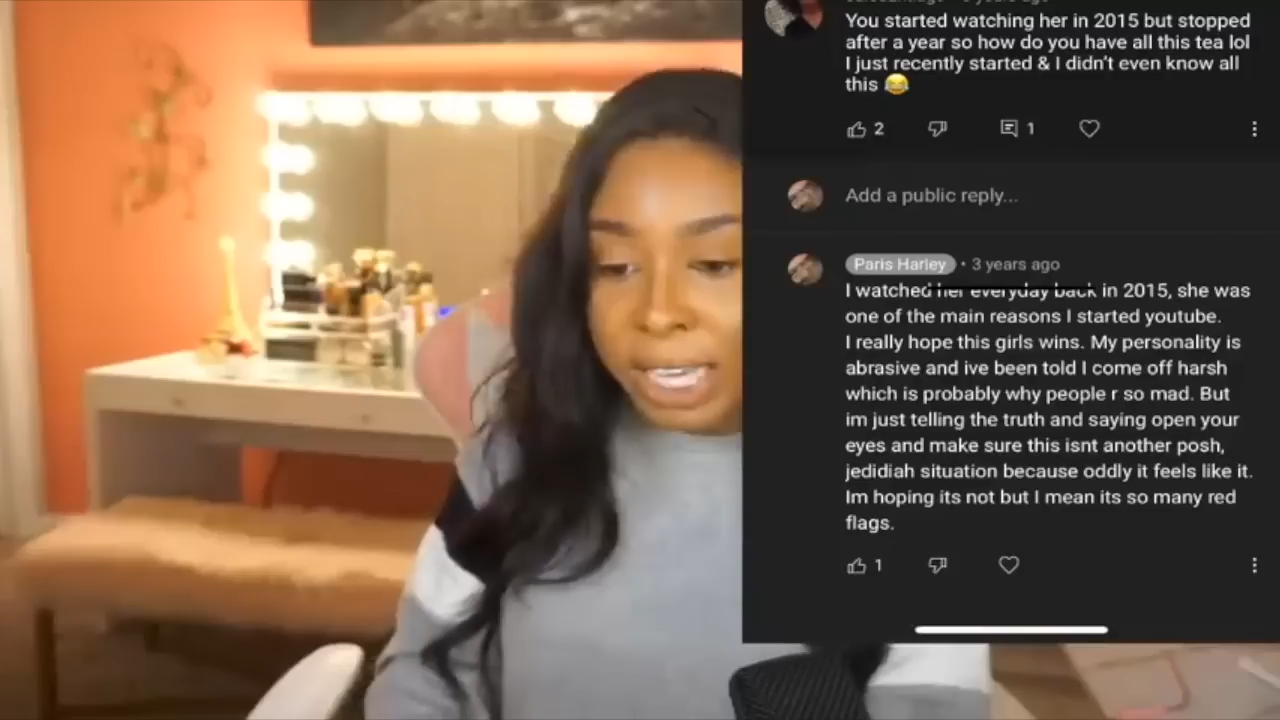 You started watching her in 2015 but stopped
after a year so how do you have all this tea lol
I just recently started & I didn't even know all
this 😂
2
1
Add a public reply...
Paris Harley • 3 years ago
I watched her everyday back in 2015, she was
one of the main reasons I started youtube.
I really hope this girls wins. My personality is
abrasive and ive been told I come off harsh
which is probably why people r so mad. But
im just telling the truth and saying open your
eyes and make sure this isnt another posh,
jedidiah situation because oddly it feels like it.
Im hoping its not but I mean its so many red
flags.
1